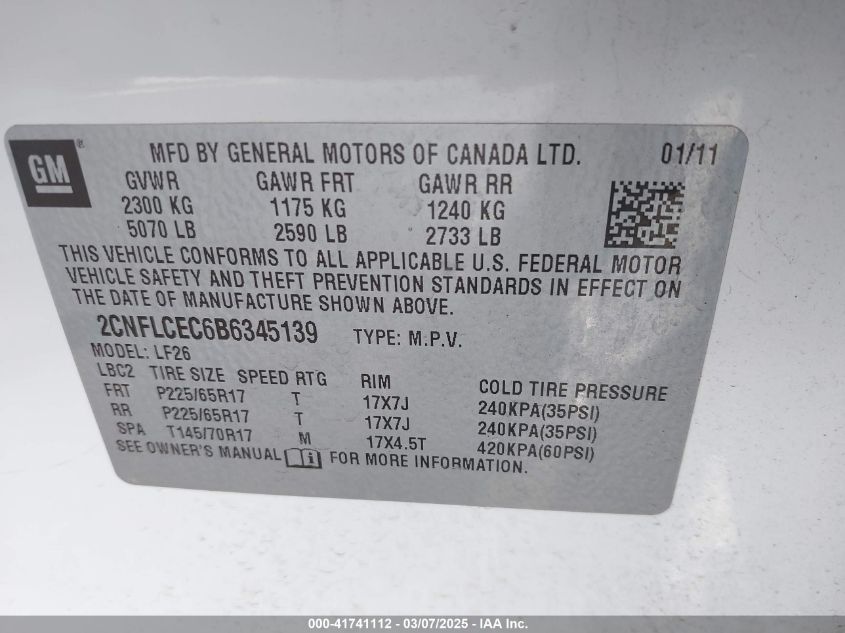 GM® MFD BY GENERAL MOTORS OF CANADA LTD. 01/11
GVWR GAWR FRT GAWR RR
2300 KG 1175 KG 1240 KG
5070 LB 2590 LB 2733 LB
THIS VEHICLE CONFORMS TO ALL APPLICABLE U.S. FEDERAL MOTOR
VEHICLE SAFETY AND THEFT PREVENTION STANDARDS IN EFFECT ON
THE DATE OF MANUFACTURE SHOWN ABOVE.
2CNFLCEC6B6345139 TYPE: M.P.V.
MODEL: LF26
LBC2 TIRE SIZE SPEED RTG RIM COLD TIRE PRESSURE
FRT P225/65R17 T 17X7J 240KPA(35PSI)
RR P225/65R17 T 17X7J 240KPA(35PSI)
SPA T145/70R17 M 17X4.5T 420KPA(60PSI)
SEE OWNER'S MANUAL i FOR MORE INFORMATION.
000-41741112 - 03/07/2025 - IAA Inc.